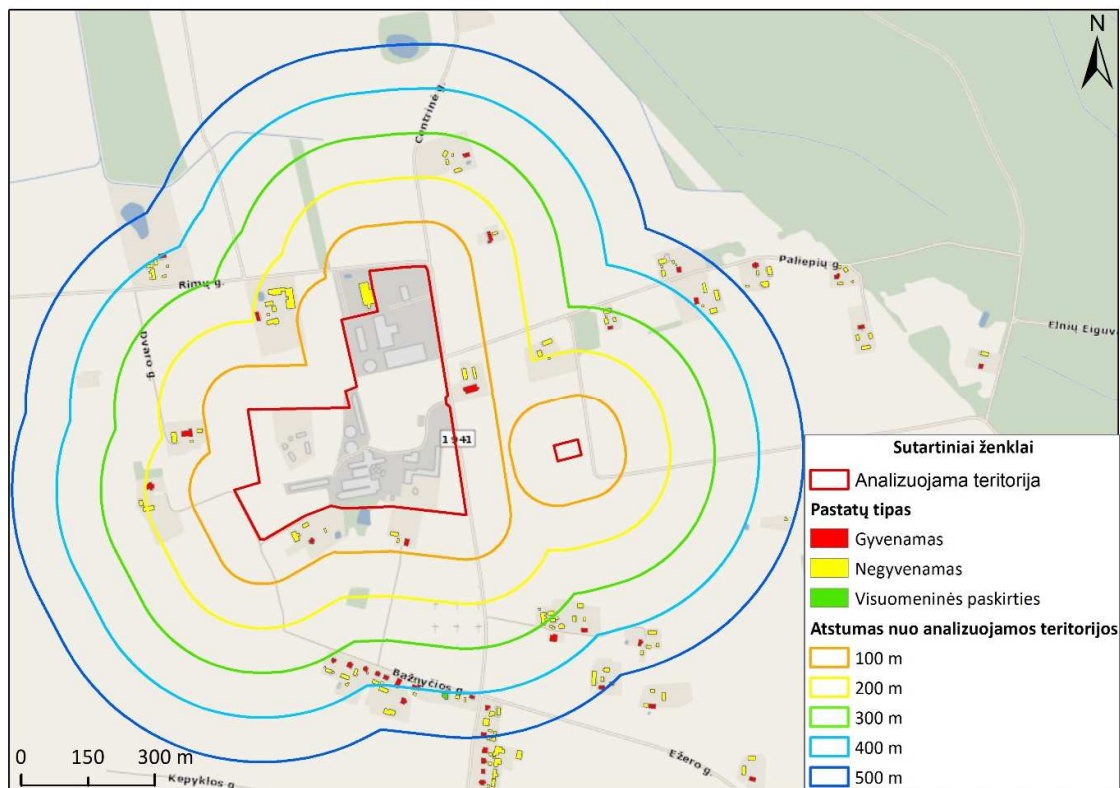 N
Centrinė g.
Paliepių g.
Rimų g.
Elnių Eiguv.
Dvaro g.
1941
Bažnyčios g.
Ežero g.
Kepyklos g.
0 150 300 m
Sutartiniai ženklai
Analizuojama teritorija
Pastatų tipas
Gyvenamas
Negyvenamas
Visuomeninės paskirties
Atstumas nuo analizuojamos teritorijos
100 m
200 m
300 m
400 m
500 m